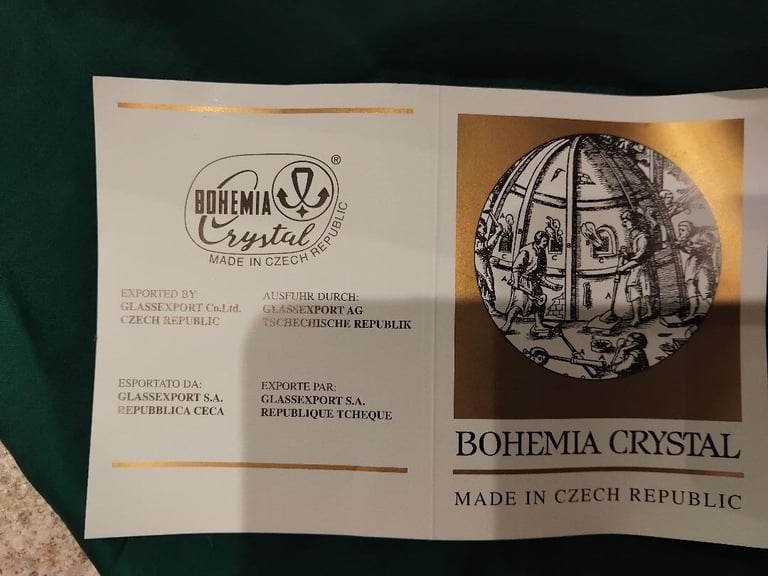 BOHEMIA
Crystal
®
MADE IN CZECH REPUBLIC
EXPORTED BY:
GLASSEXPORT Co.Ltd.
CZECH REPUBLIC
AUSFUHR DURCH:
GLASSEXPORT AG
TSCHECHISCHE REPUBLIK
ESPORTATO DA:
GLASSEXPORT S.A.
REPUBBLICA CECA
EXPORTE PAR:
GLASSEXPORT S.A.
REPUBLIQUE TCHEQUE
BOHEMIA CRYSTAL
MADE IN CZECH REPUBLIC